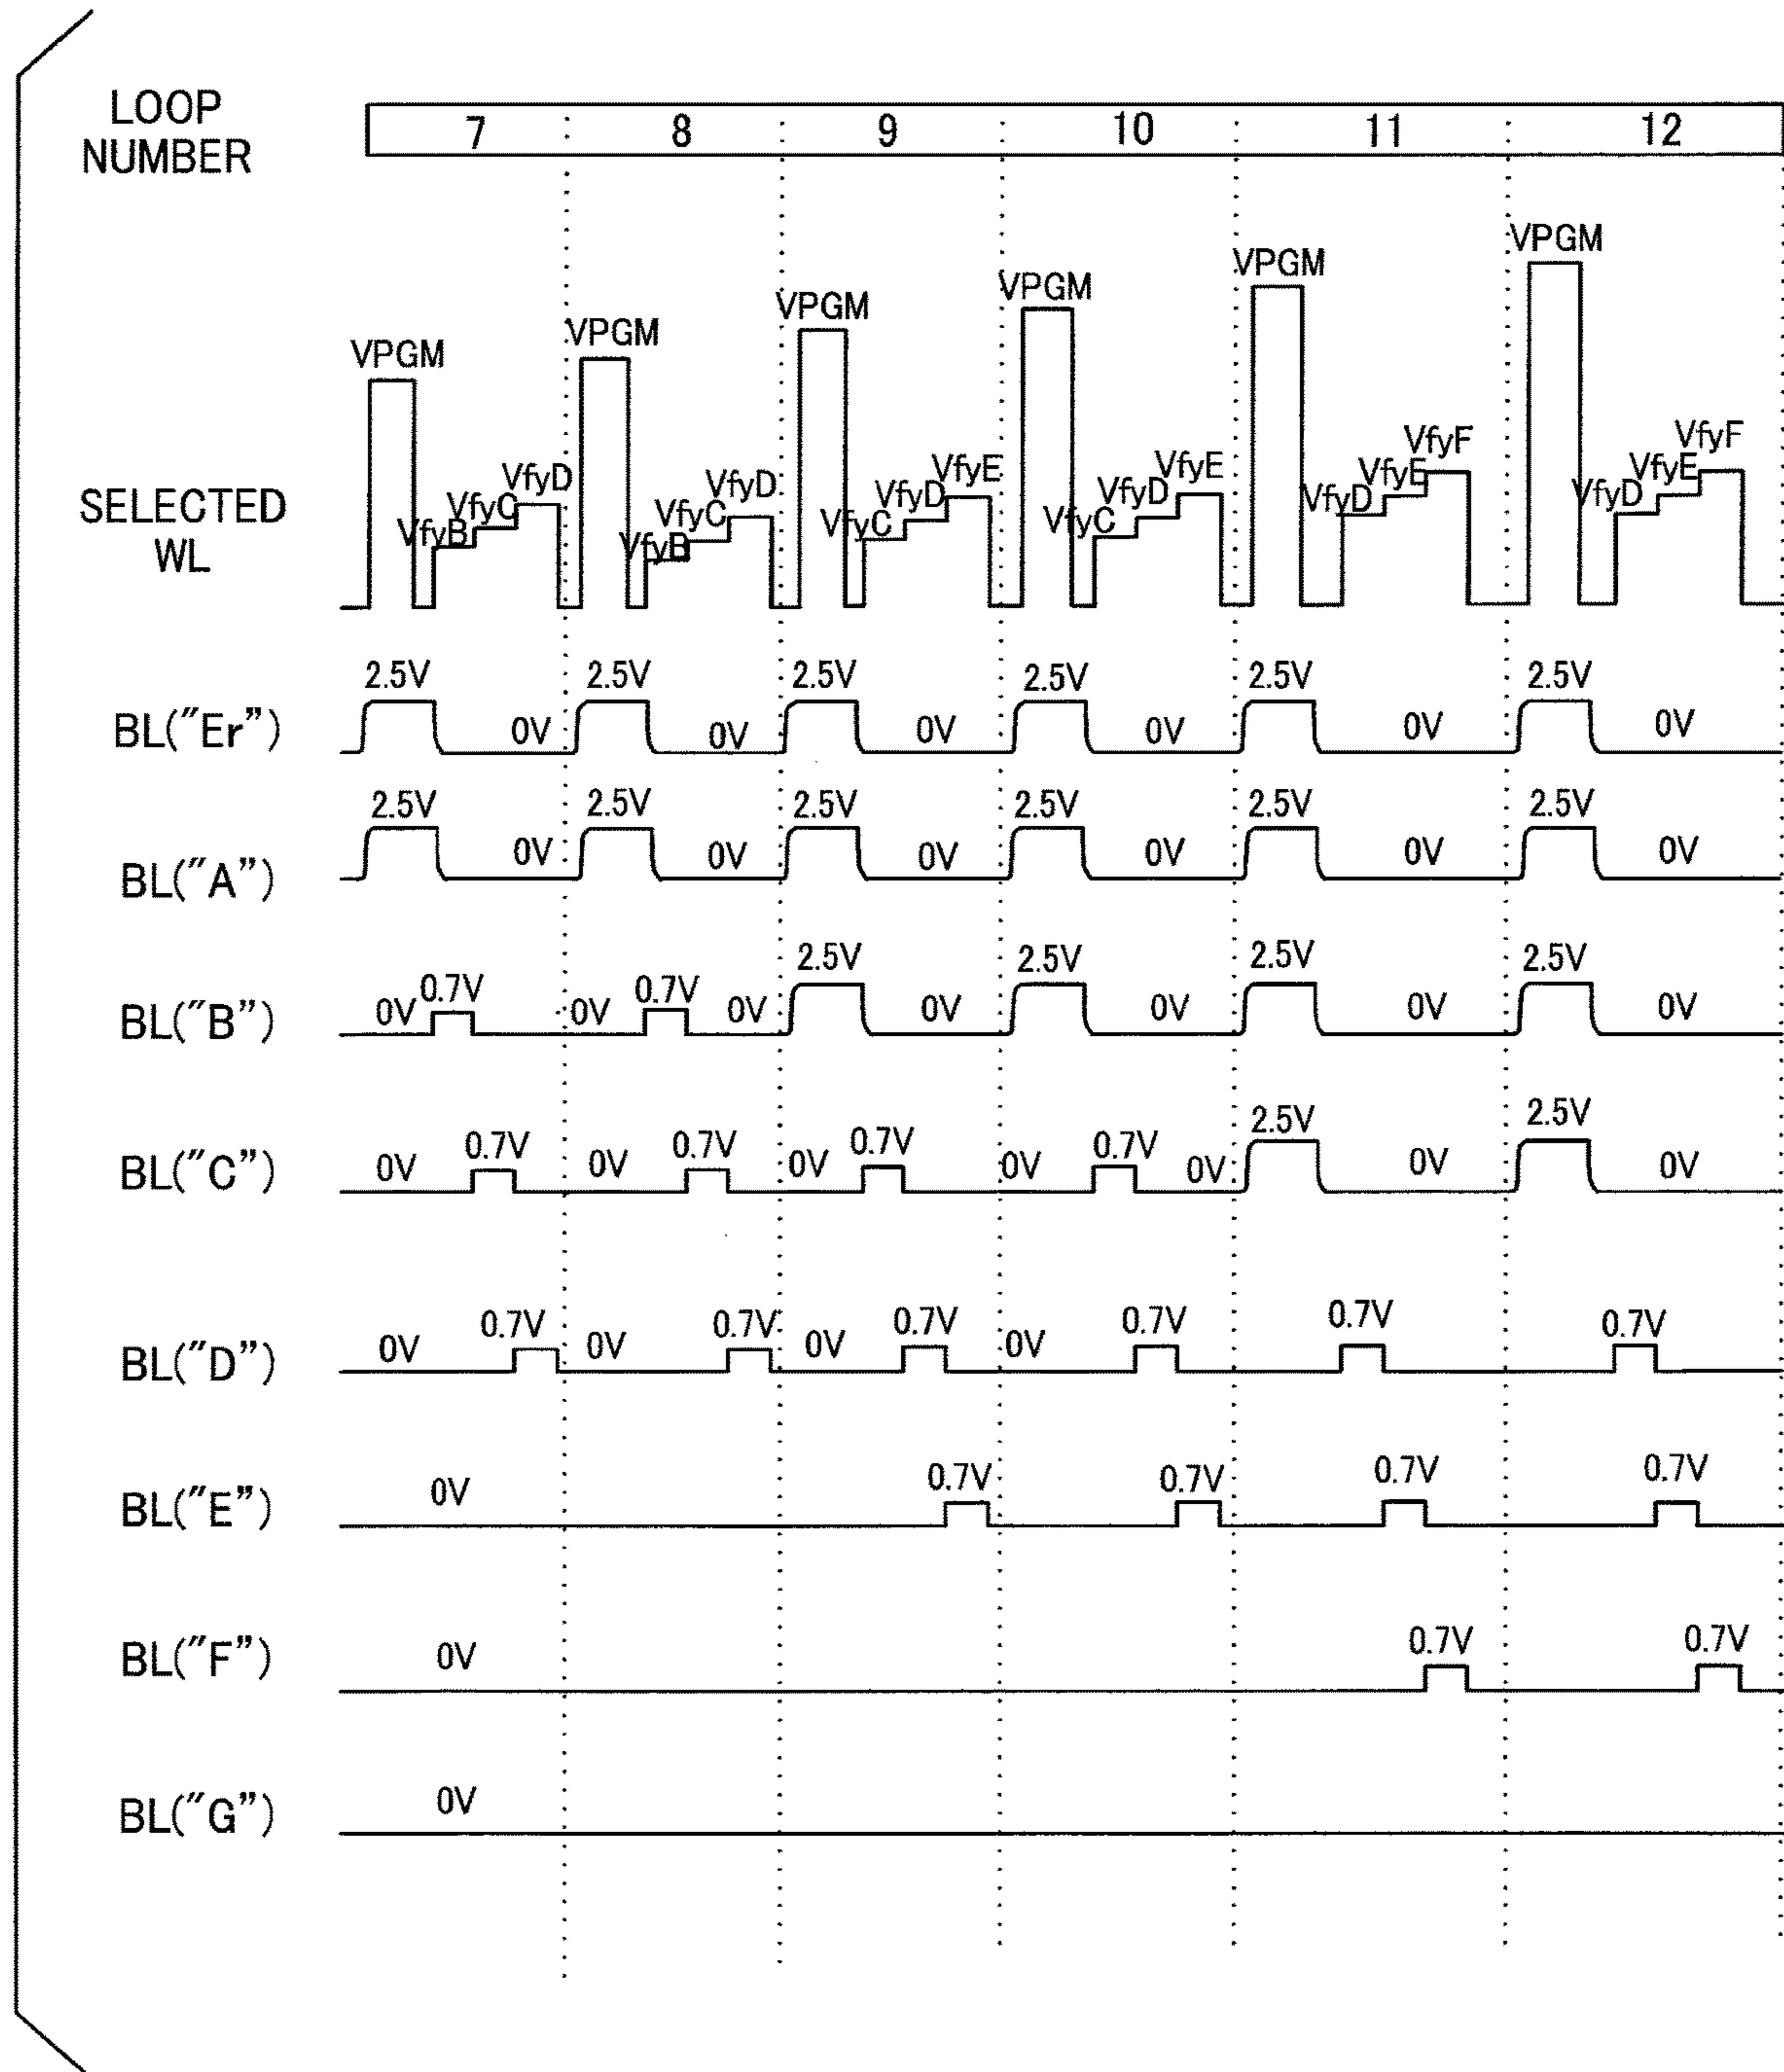 LOOP
NUMBER
7 8 9 10 11 12
VPGM VPGM VPGM VPGM VPGM VPGM
SELECTED
WL
VfyB VfyC VfyD VfyB VfyC VfyD VfyC VfyD VfyE VfyC VfyD VfyE VfyD VfyE VfyF VfyD VfyE VfyF
BL("Er") 2.5V 0V 2.5V 0V 2.5V 0V 2.5V 0V 2.5V 0V 2.5V 0V
BL("A") 2.5V 0V 2.5V 0V 2.5V 0V 2.5V 0V 2.5V 0V 2.5V 0V
BL("B") 0V 0.7V 0V 0.7V 0V 2.5V 0V 2.5V 0V 2.5V 0V 2.5V 0V
BL("C") 0V 0.7V 0V 0.7V 0V 0.7V 0V 0.7V 0V 2.5V 0V 2.5V 0V
BL("D") 0V 0.7V 0V 0.7V 0V 0.7V 0V 0.7V 0.7V 0.7V
BL("E") 0V 0.7V 0.7V 0.7V 0.7V
BL("F") 0V 0.7V 0.7V
BL("G") 0V